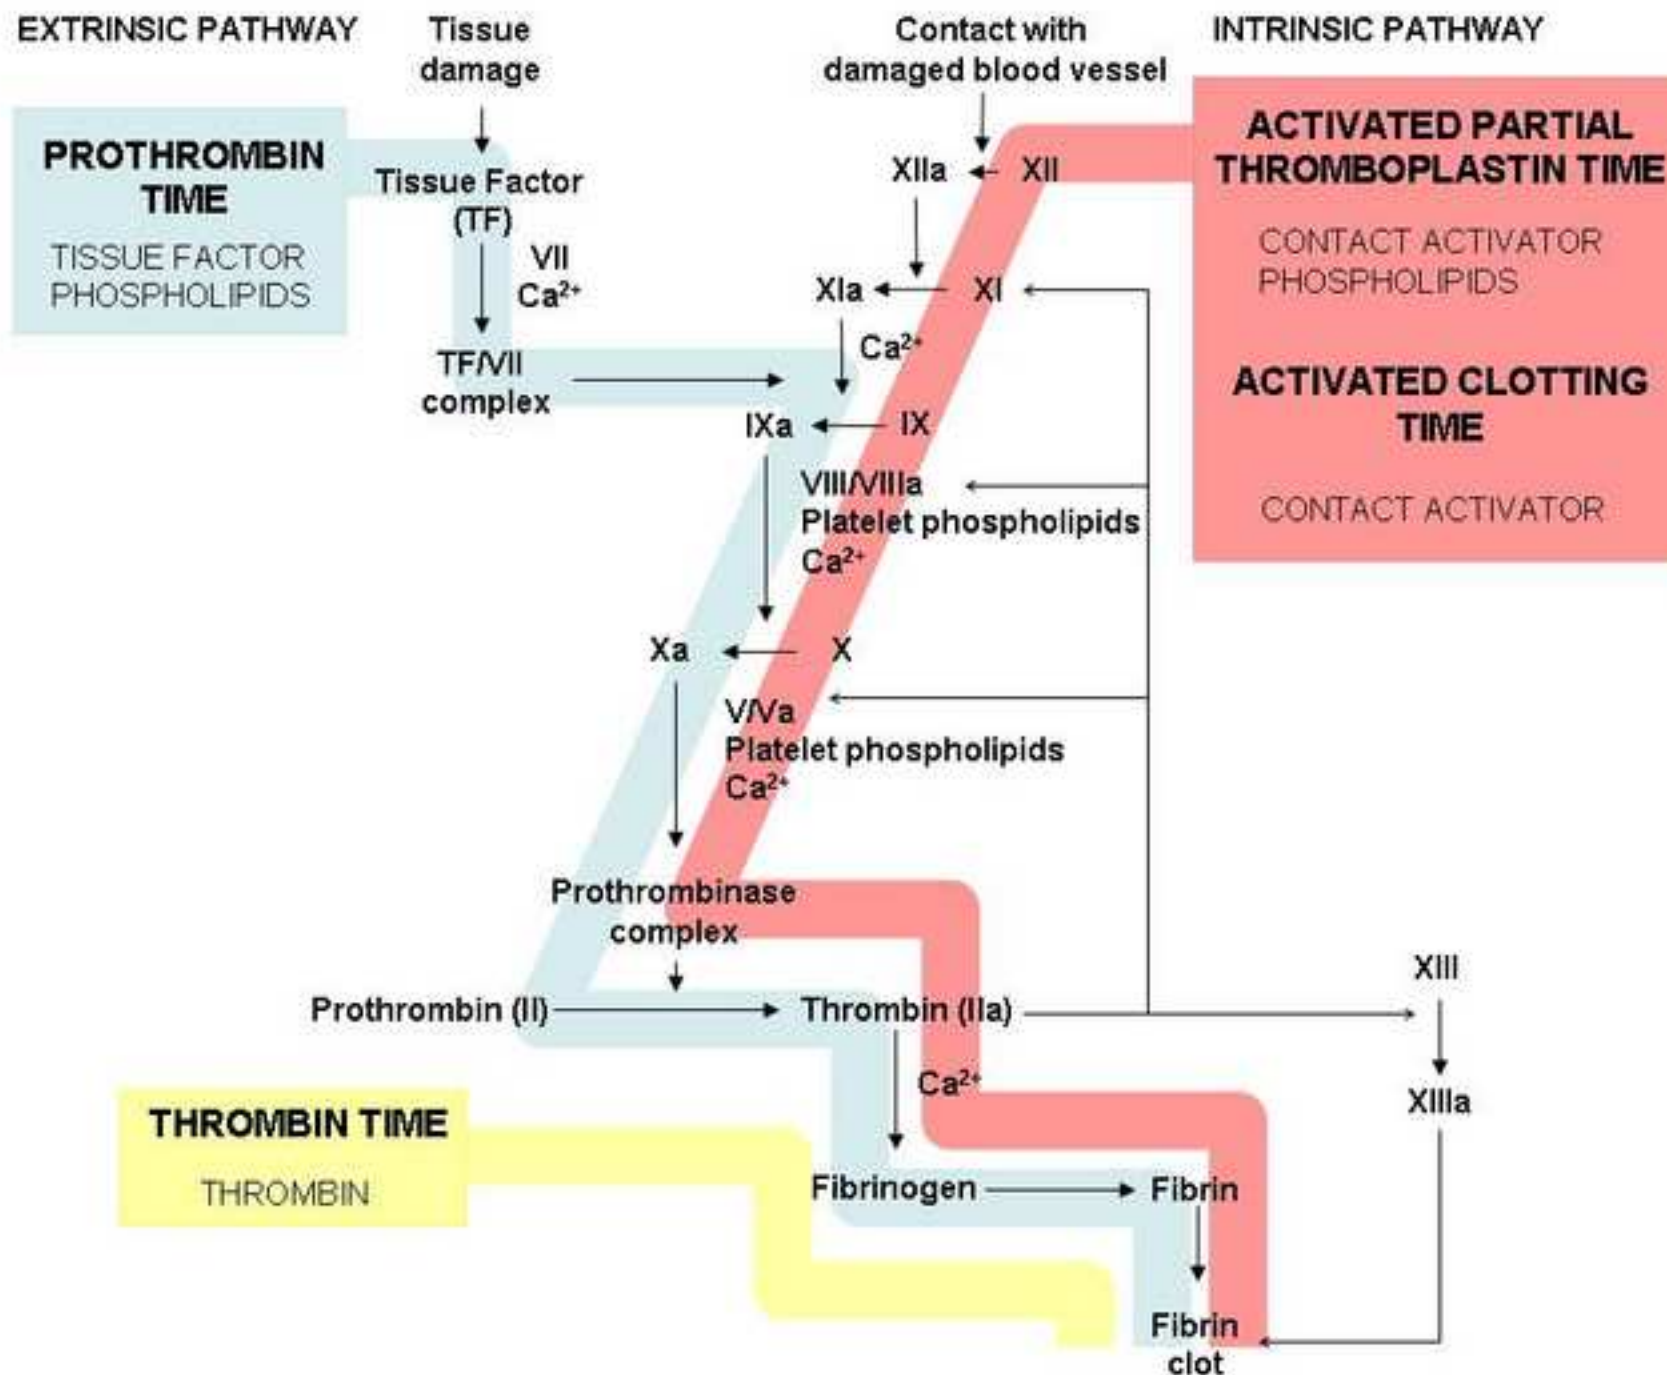 EXTRINSIC PATHWAY
Tissue
damage
Contact with
damaged blood vessel
INTRINSIC PATHWAY
PROTHROMBIN
TIME
TISSUE FACTOR
PHOSPHOLIPIDS
Tissue Factor
(TF)
VII
Ca²⁺
TF/VII
complex
XIIa
XII
XIa
XI
Ca²⁺
IXa
IX
VIII/VIIIa
Platelet phospholipids
Ca²⁺
Xa
X
V/Va
Platelet phospholipids
Ca²⁺
ACTIVATED PARTIAL
THROMBOPLASTIN TIME
CONTACT ACTIVATOR
PHOSPHOLIPIDS
ACTIVATED CLOTTING
TIME
CONTACT ACTIVATOR
Prothrombinase
complex
Prothrombin (II)
Thrombin (IIa)
XIII
Ca²⁺
XIIIa
THROMBIN TIME
THROMBIN
Fibrinogen
Fibrin
Fibrin
clot